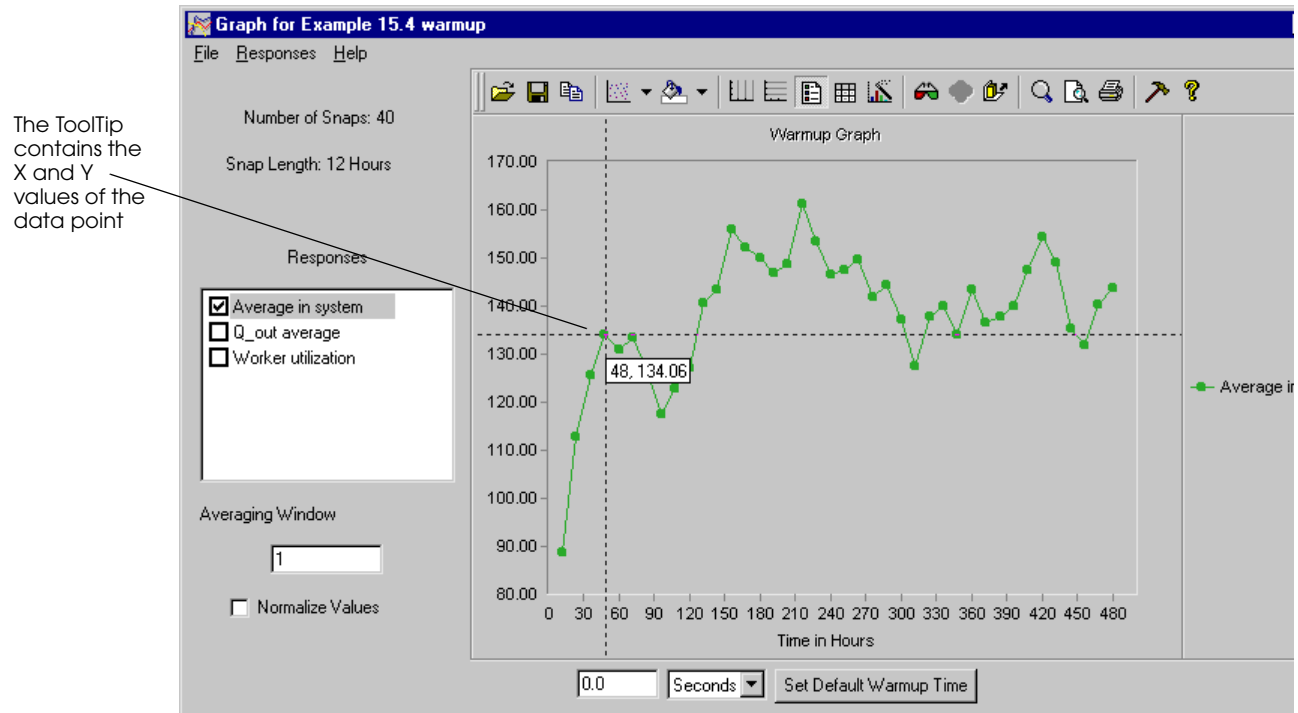 Graph for Example 15.4 warmup
File Responses Help
The ToolTip
contains the
X and Y
values of the
data point
Number of Snaps: 40
Snap Length: 12 Hours
Responses
Average in system
Q_out average
Worker utilization
Averaging Window
1
Normalize Values
Warmup Graph
170.00
160.00
150.00
140.00
130.00
120.00
110.00
100.00
90.00
80.00
48, 134.06
0 30 60 90 120 150 180 210 240 270 300 330 360 390 420 450 480
Time in Hours
Average in
0.0 Seconds Set Default Warmup Time